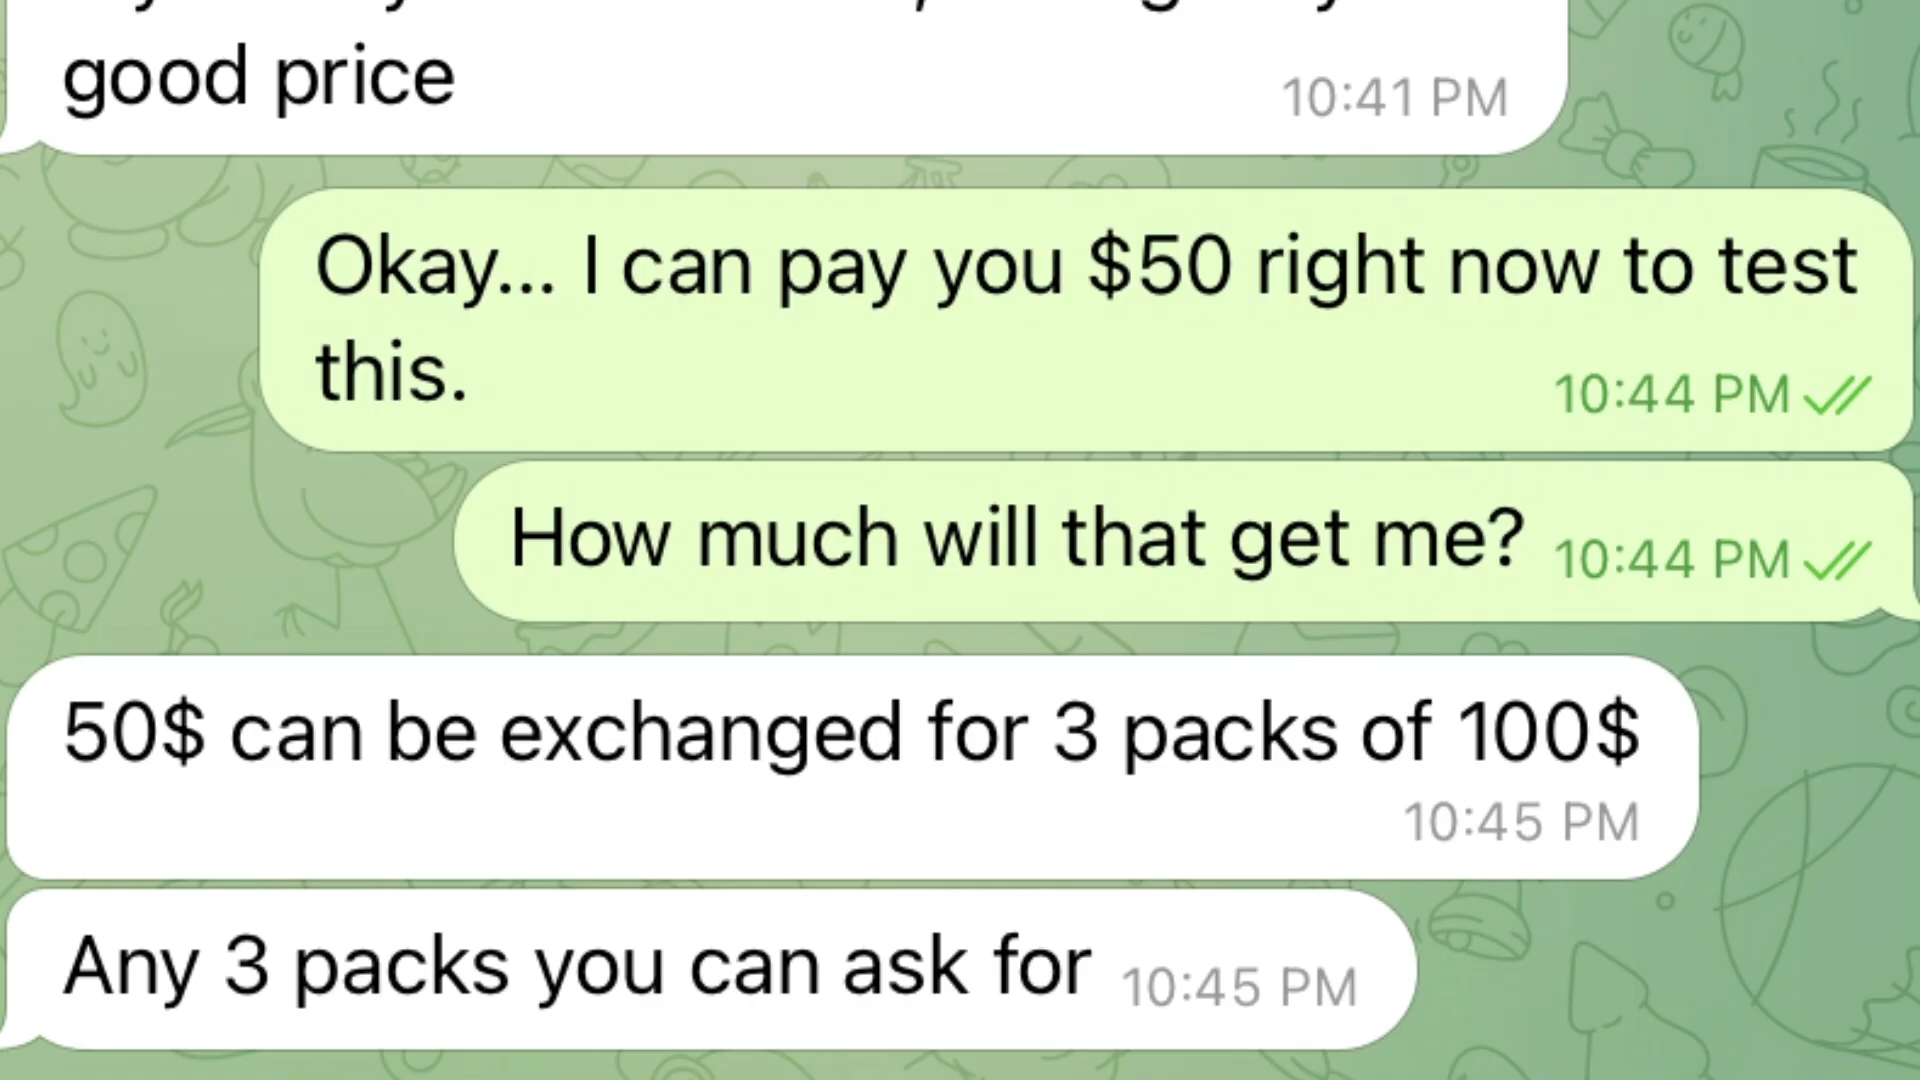 good price
10:41 PM
Okay... I can pay you $50 right now to test
this.
10:44 PM
How much will that get me? 10:44 PM
50$ can be exchanged for 3 packs of 100$
10:45 PM
Any 3 packs you can ask for 10:45 PM